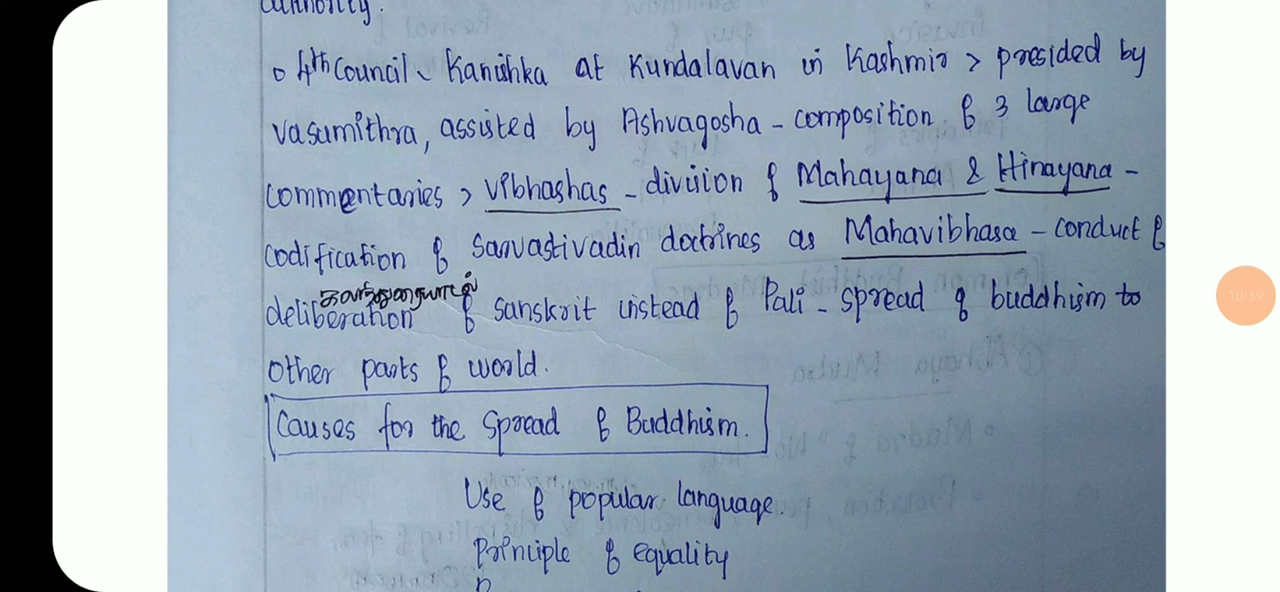 authority.
o 4th Council - Kanishka at Kundalavan in Kashmir > presided by
Vasumithra, assisted by Ashvagosha - composition of 3 large
commentaries > Vibhashas - division of Mahayana & Hinayana -
codification of Sarvastivadin doctrines as Mahavibhasa - conduct of
deliberation of sanskrit instead of Pali - spread of buddhism to
other parts of world.
Causes for the Spread of Buddhism.
Use of popular language.
Principle of equality
10:39